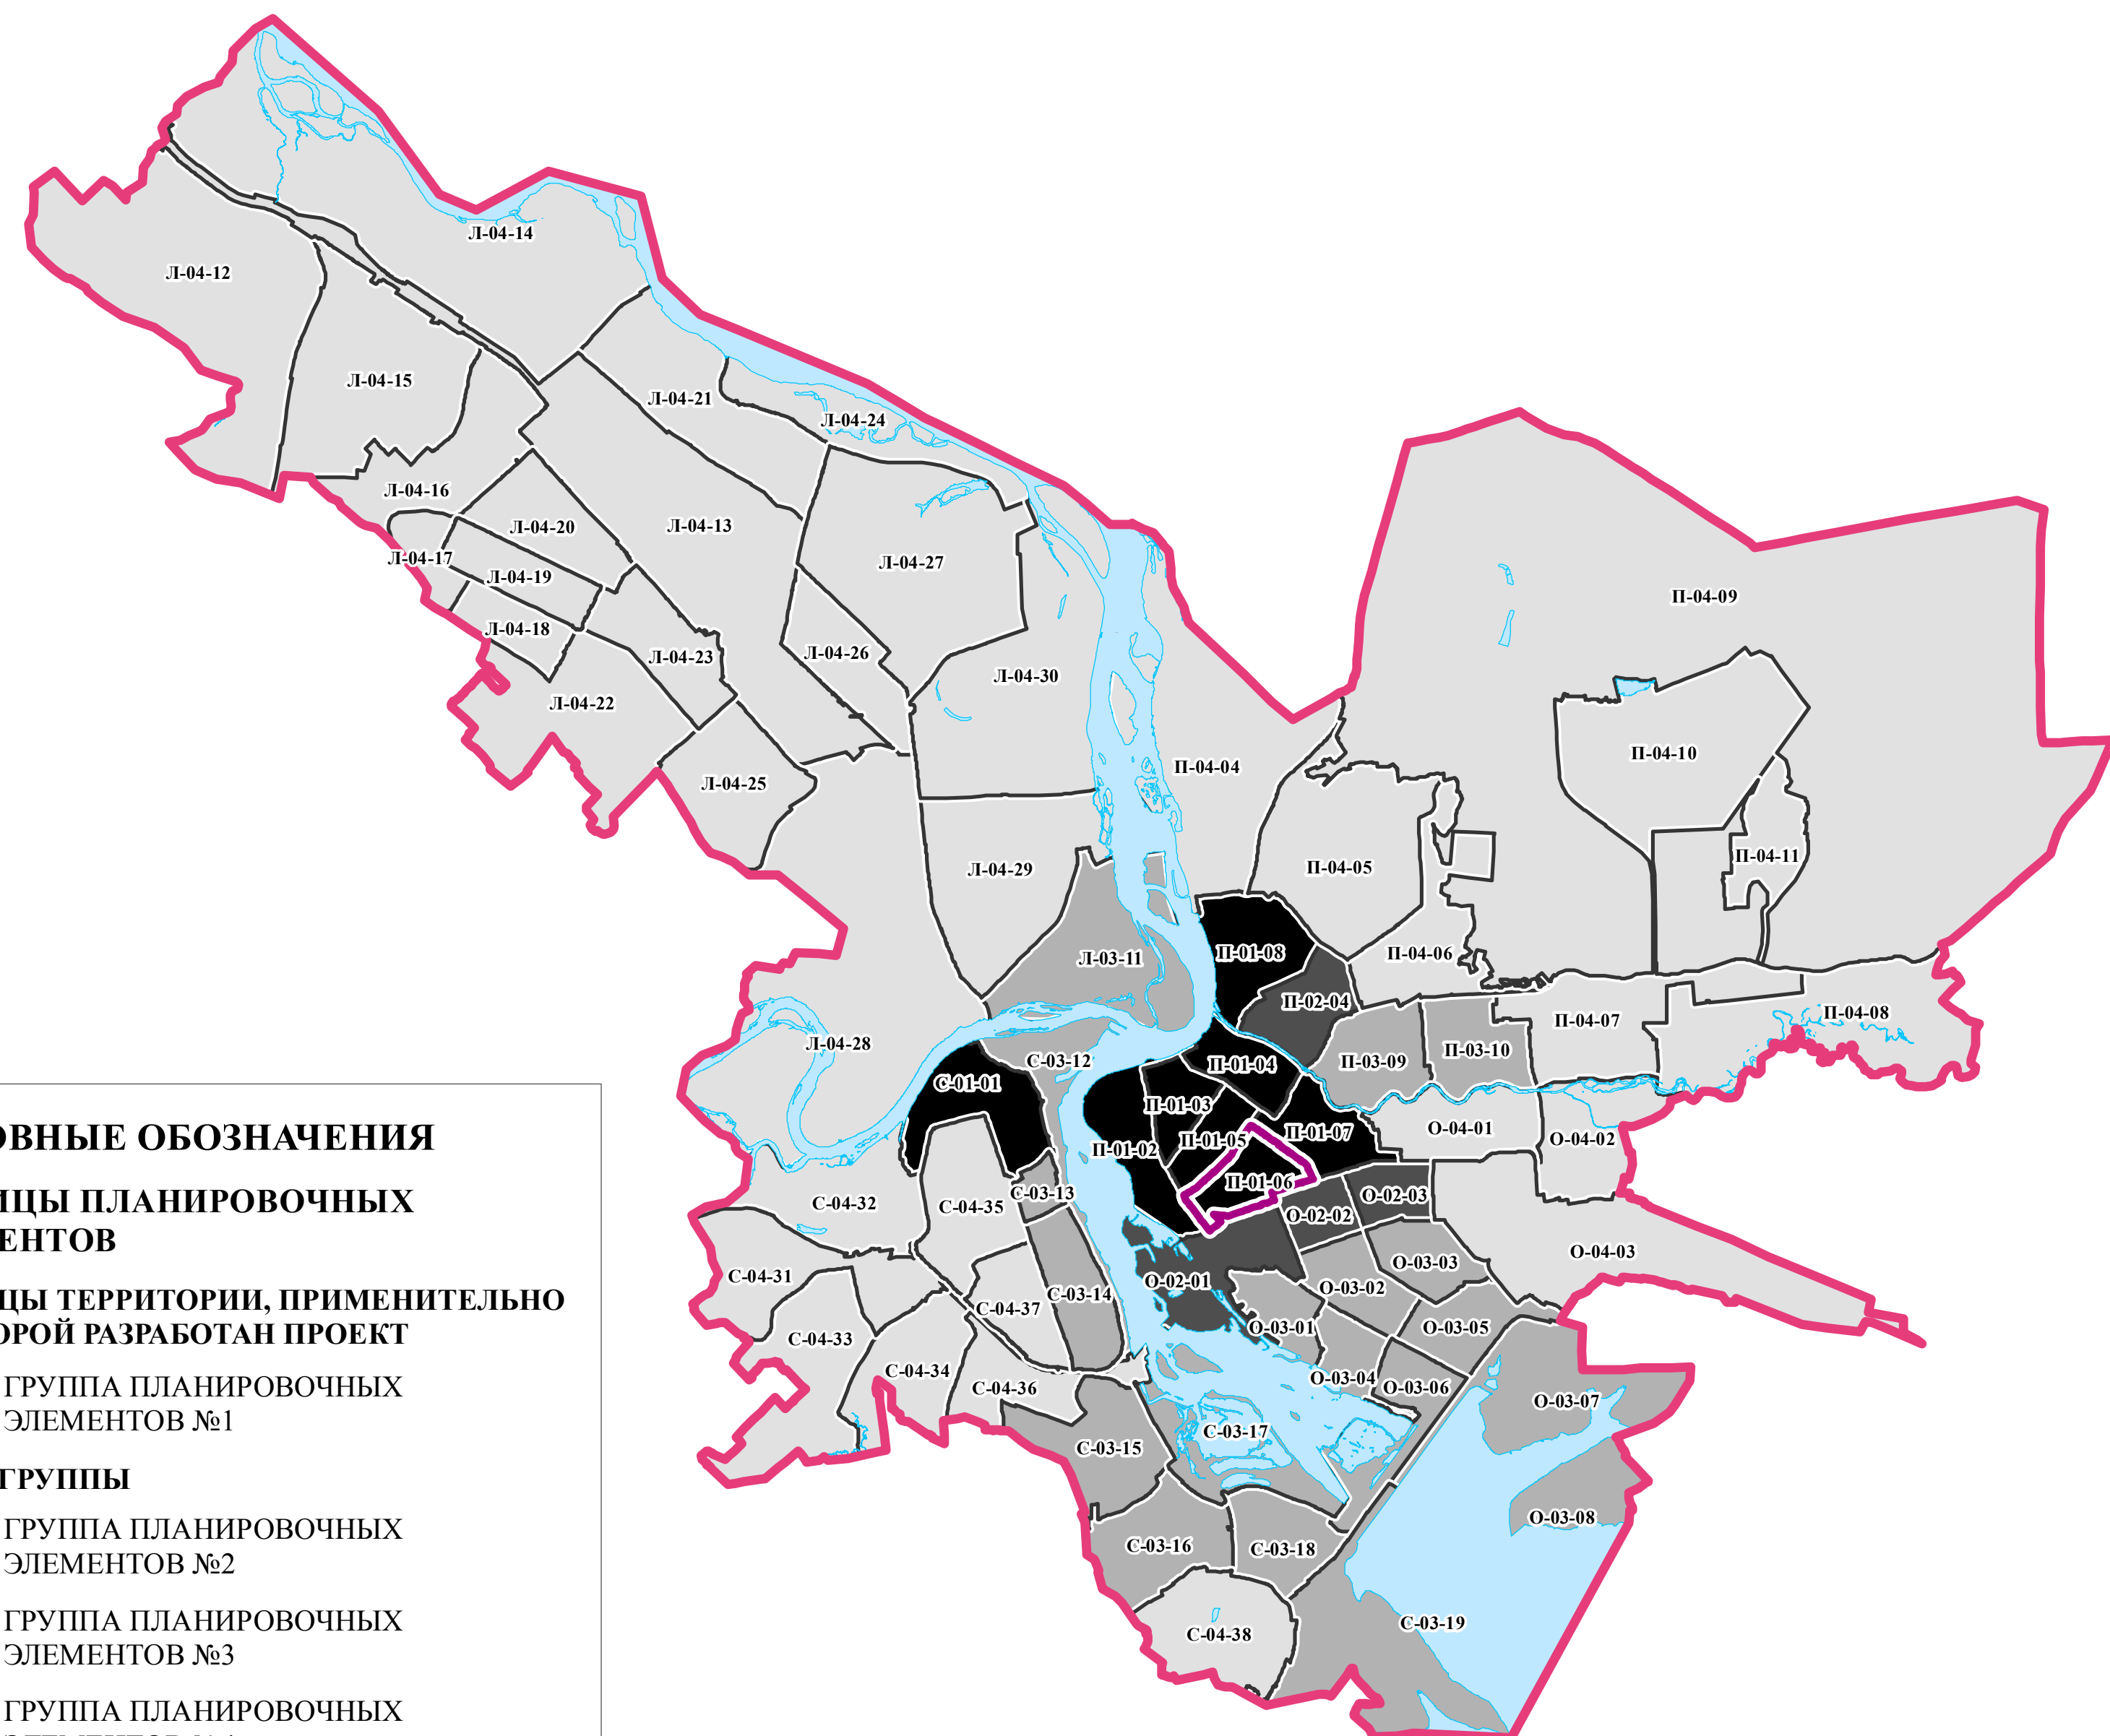 Л-04-14
Л-04-12
Л-04-15
Л-04-21
Л-04-24
Л-04-16
Л-04-20
Л-04-13
Л-04-17
Л-04-19
Л-04-27
Л-04-18
Л-04-23
Л-04-26
Л-04-30
Л-04-22
Л-04-25
Л-04-29
Л-03-11
Л-04-28
П-04-09
П-04-10
П-04-04
П-04-11
П-04-05
П-01-08
П-04-06
П-02-04
П-04-07
П-04-08
П-03-09
П-03-10
С-03-12
С-01-01
П-01-04
П-01-03
П-01-05
П-01-07
П-01-02
П-01-06
О-04-01
О-04-02
С-04-32
С-04-35
С-03-13
О-02-02
О-02-03
О-04-03
С-04-31
О-02-01
О-03-03
О-03-02
С-03-14
С-04-37
О-03-01
О-03-05
С-04-33
С-04-34
С-04-36
О-03-04
О-03-06
О-03-07
С-03-17
С-03-15
О-03-08
С-03-16
С-03-18
С-03-19
С-04-38
ОВНЫЕ ОБОЗНАЧЕНИЯ
ИЦЫ ПЛАНИРОВОЧНЫХ
ЕНТОВ
ЦЫ ТЕРРИТОРИИ, ПРИМЕНИТЕЛЬНО
ОРОЙ РАЗРАБОТАН ПРОЕКТ
ГРУППА ПЛАНИРОВОЧНЫХ
ЭЛЕМЕНТОВ №1
ГРУППЫ
ГРУППА ПЛАНИРОВОЧНЫХ
ЭЛЕМЕНТОВ №2
ГРУППА ПЛАНИРОВОЧНЫХ
ЭЛЕМЕНТОВ №3
ГРУППА ПЛАНИРОВОЧНЫХ